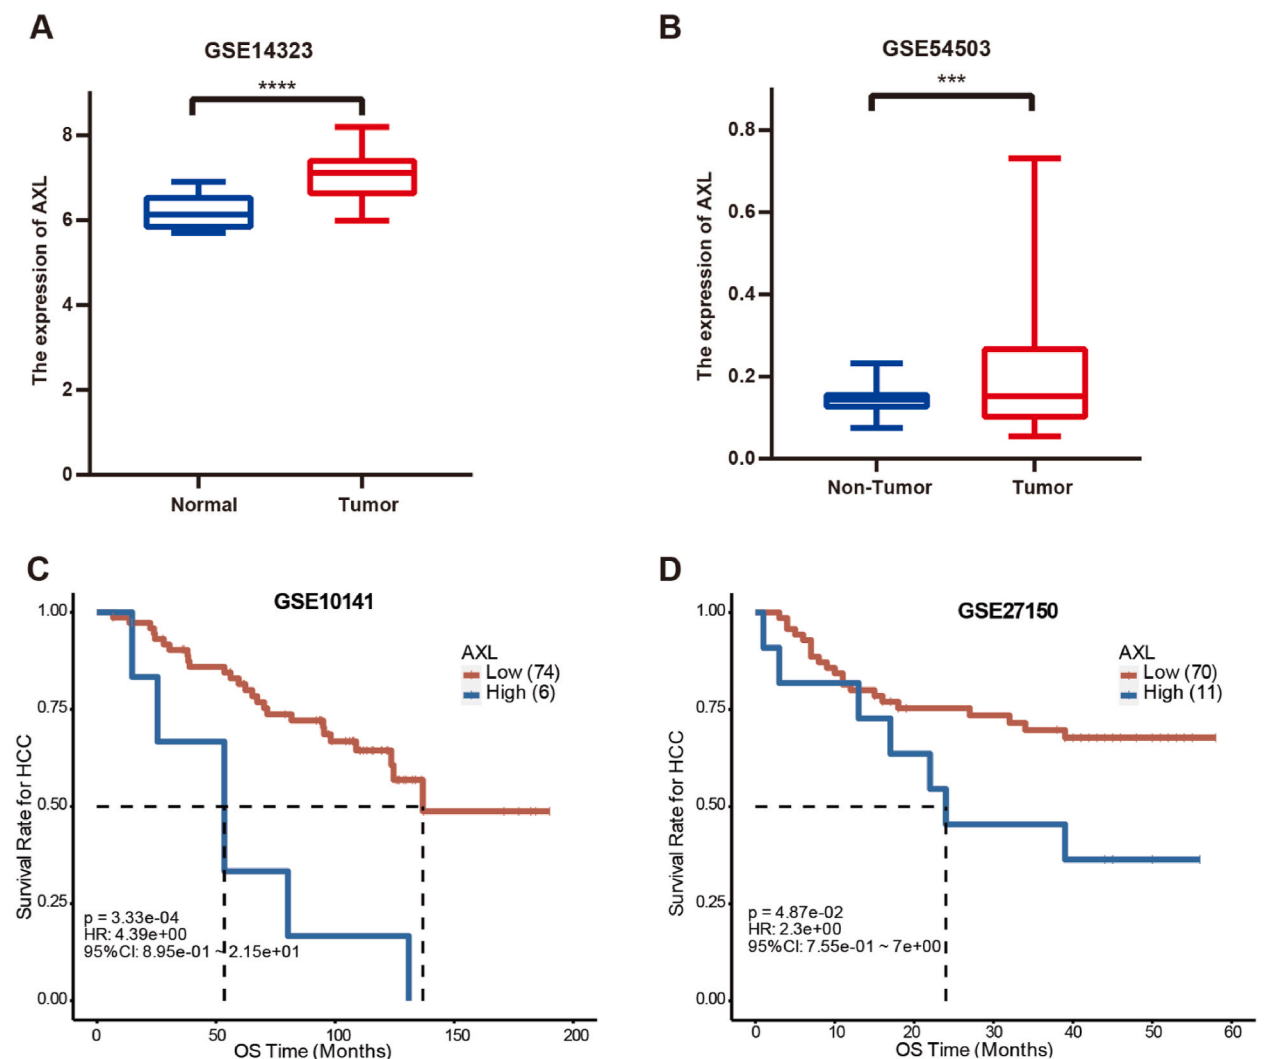 A
GSE14323
****
The expression of AXL
8
6
4
2
0
Normal
Tumor
B
GSE54503
***
The expression of AXL
0.8
0.6
0.4
0.2
0.0
Non-Tumor
Tumor
C
GSE10141
AXL
Low (74)
High (6)
Survival Rate for HCC
1.00
0.75
0.50
0.25
0.00
p = 3.33e-04
HR: 4.39e+00
95%CI: 8.95e-01 ~ 2.15e+01
0
50
100
150
200
OS Time (Months)
D
GSE27150
AXL
Low (70)
High (11)
Survival Rate for HCC
1.00
0.75
0.50
0.25
0.00
p = 4.87e-02
HR: 2.3e+00
95%CI: 7.55e-01 ~ 7e+00
0
10
20
30
40
50
60
OS Time (Months)